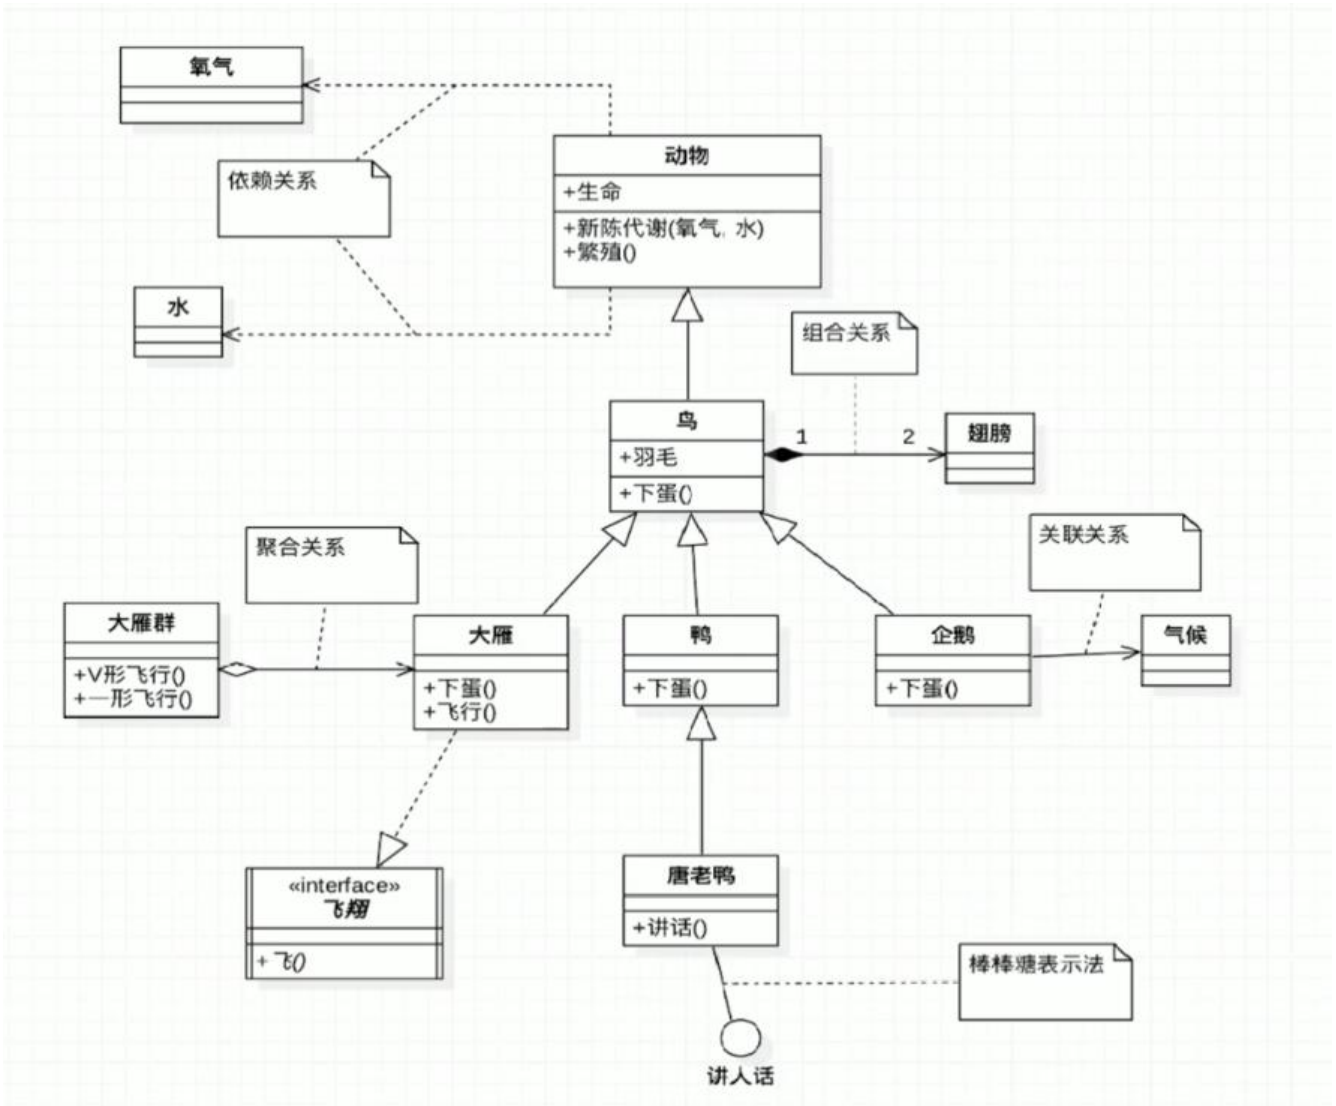 氧气
依赖关系
水
动物
+生命
+新陈代谢(氧气, 水)
+繁殖()
组合关系
鸟
+羽毛
+下蛋()
1
2
翅膀
聚合关系
关联关系
大雁群
+V形飞行()
+一形飞行()
大雁
+下蛋()
+飞行()
鸭
+下蛋()
企鹅
+下蛋()
气候
«interface»
飞翔
+飞()
唐老鸭
+讲话()
棒棒糖表示法
讲人话